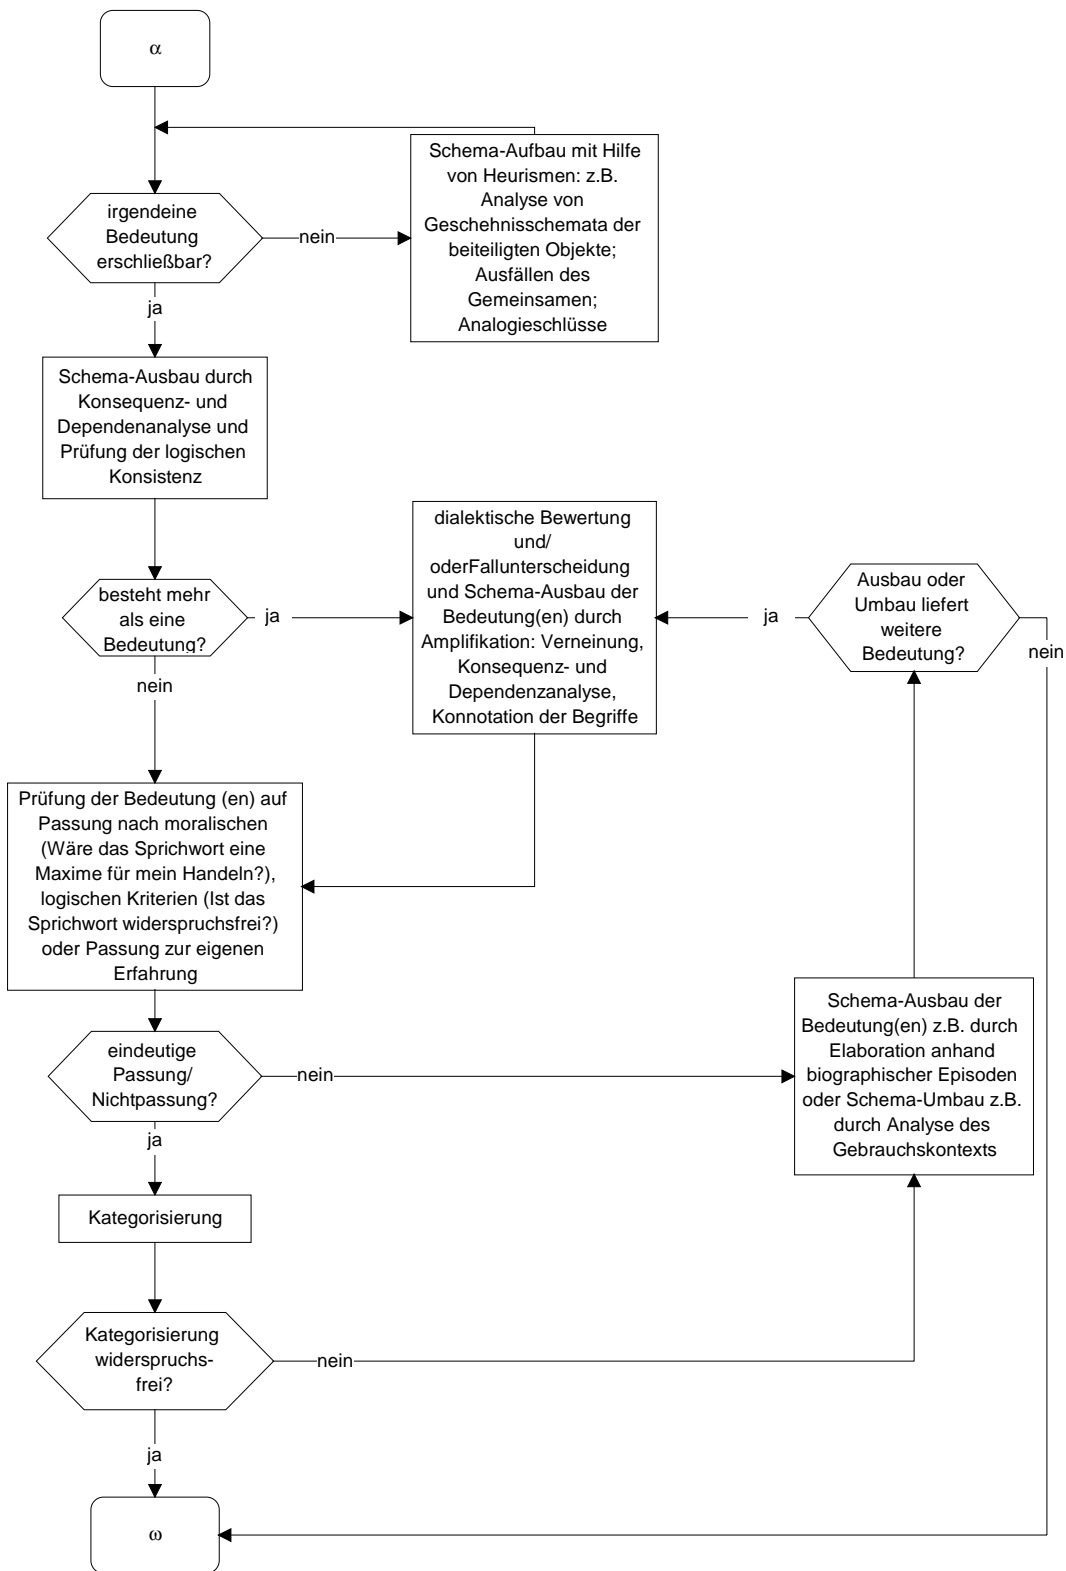 α
Schema-Aufbau mit Hilfe
von Heurismen: z.B.
Analyse von
Geschehnisschemata der
beiteiligten Objekte;
Ausfällen des
Gemeinsamen;
Analogieschlüsse
irgendeine
Bedeutung
erschließbar?
nein
ja
Schema-Ausbau durch
Konsequenz- und
Dependenanalyse und
Prüfung der logischen
Konsistenz
dialektische Bewertung
und/
oderFallunterscheidung
und Schema-Ausbau der
Bedeutung(en) durch
Amplifikation: Verneinung,
Konsequenz- und
Dependenzanalyse,
Konnotation der Begriffe
besteht mehr
als eine
Bedeutung?
ja
nein
Ausbau oder
Umbau liefert
weitere
Bedeutung?
ja
nein
Prüfung der Bedeutung (en) auf
Passung nach moralischen
(Wäre das Sprichwort eine
Maxime für mein Handeln?),
logischen Kriterien (Ist das
Sprichwort widerspruchsfrei?)
oder Passung zur eigenen
Erfahrung
Schema-Ausbau der
Bedeutung(en) z.B. durch
Elaboration anhand
biographischer Episoden
oder Schema-Umbau z.B.
durch Analyse des
Gebrauchskontexts
eindeutige
Passung/
Nichtpassung?
nein
ja
Kategorisierung
Kategorisierung
widerspruchs-
frei?
nein
ja
ω